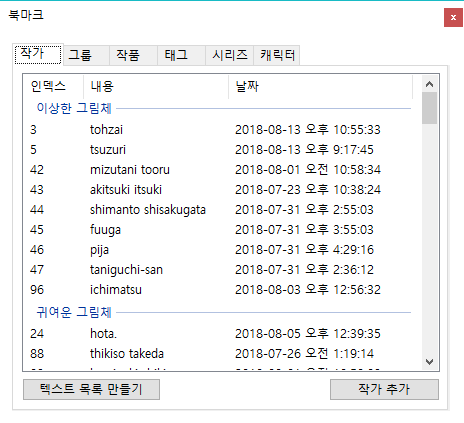 북마크
x
작가 그룹 작품 태그 시리즈 캐릭터
인덱스 내용 날짜
이상한 그림체
3 tohzai 2018-08-13 오후 10:55:33
5 tsuzuri 2018-08-13 오후 9:17:45
42 mizutani tooru 2018-08-01 오전 10:58:34
43 akitsuki itsuki 2018-07-23 오후 10:38:24
44 shimanto shisakugata 2018-07-31 오후 2:55:03
45 fuuga 2018-07-31 오후 3:55:03
46 pija 2018-07-31 오후 4:29:16
47 taniguchi-san 2018-07-31 오후 2:36:12
96 ichimatsu 2018-08-03 오후 12:56:32
귀여운 그림체
24 hota. 2018-08-05 오후 12:39:35
88 thikiso takeda 2018-07-26 오전 1:19:14
텍스트 목록 만들기 작가 추가